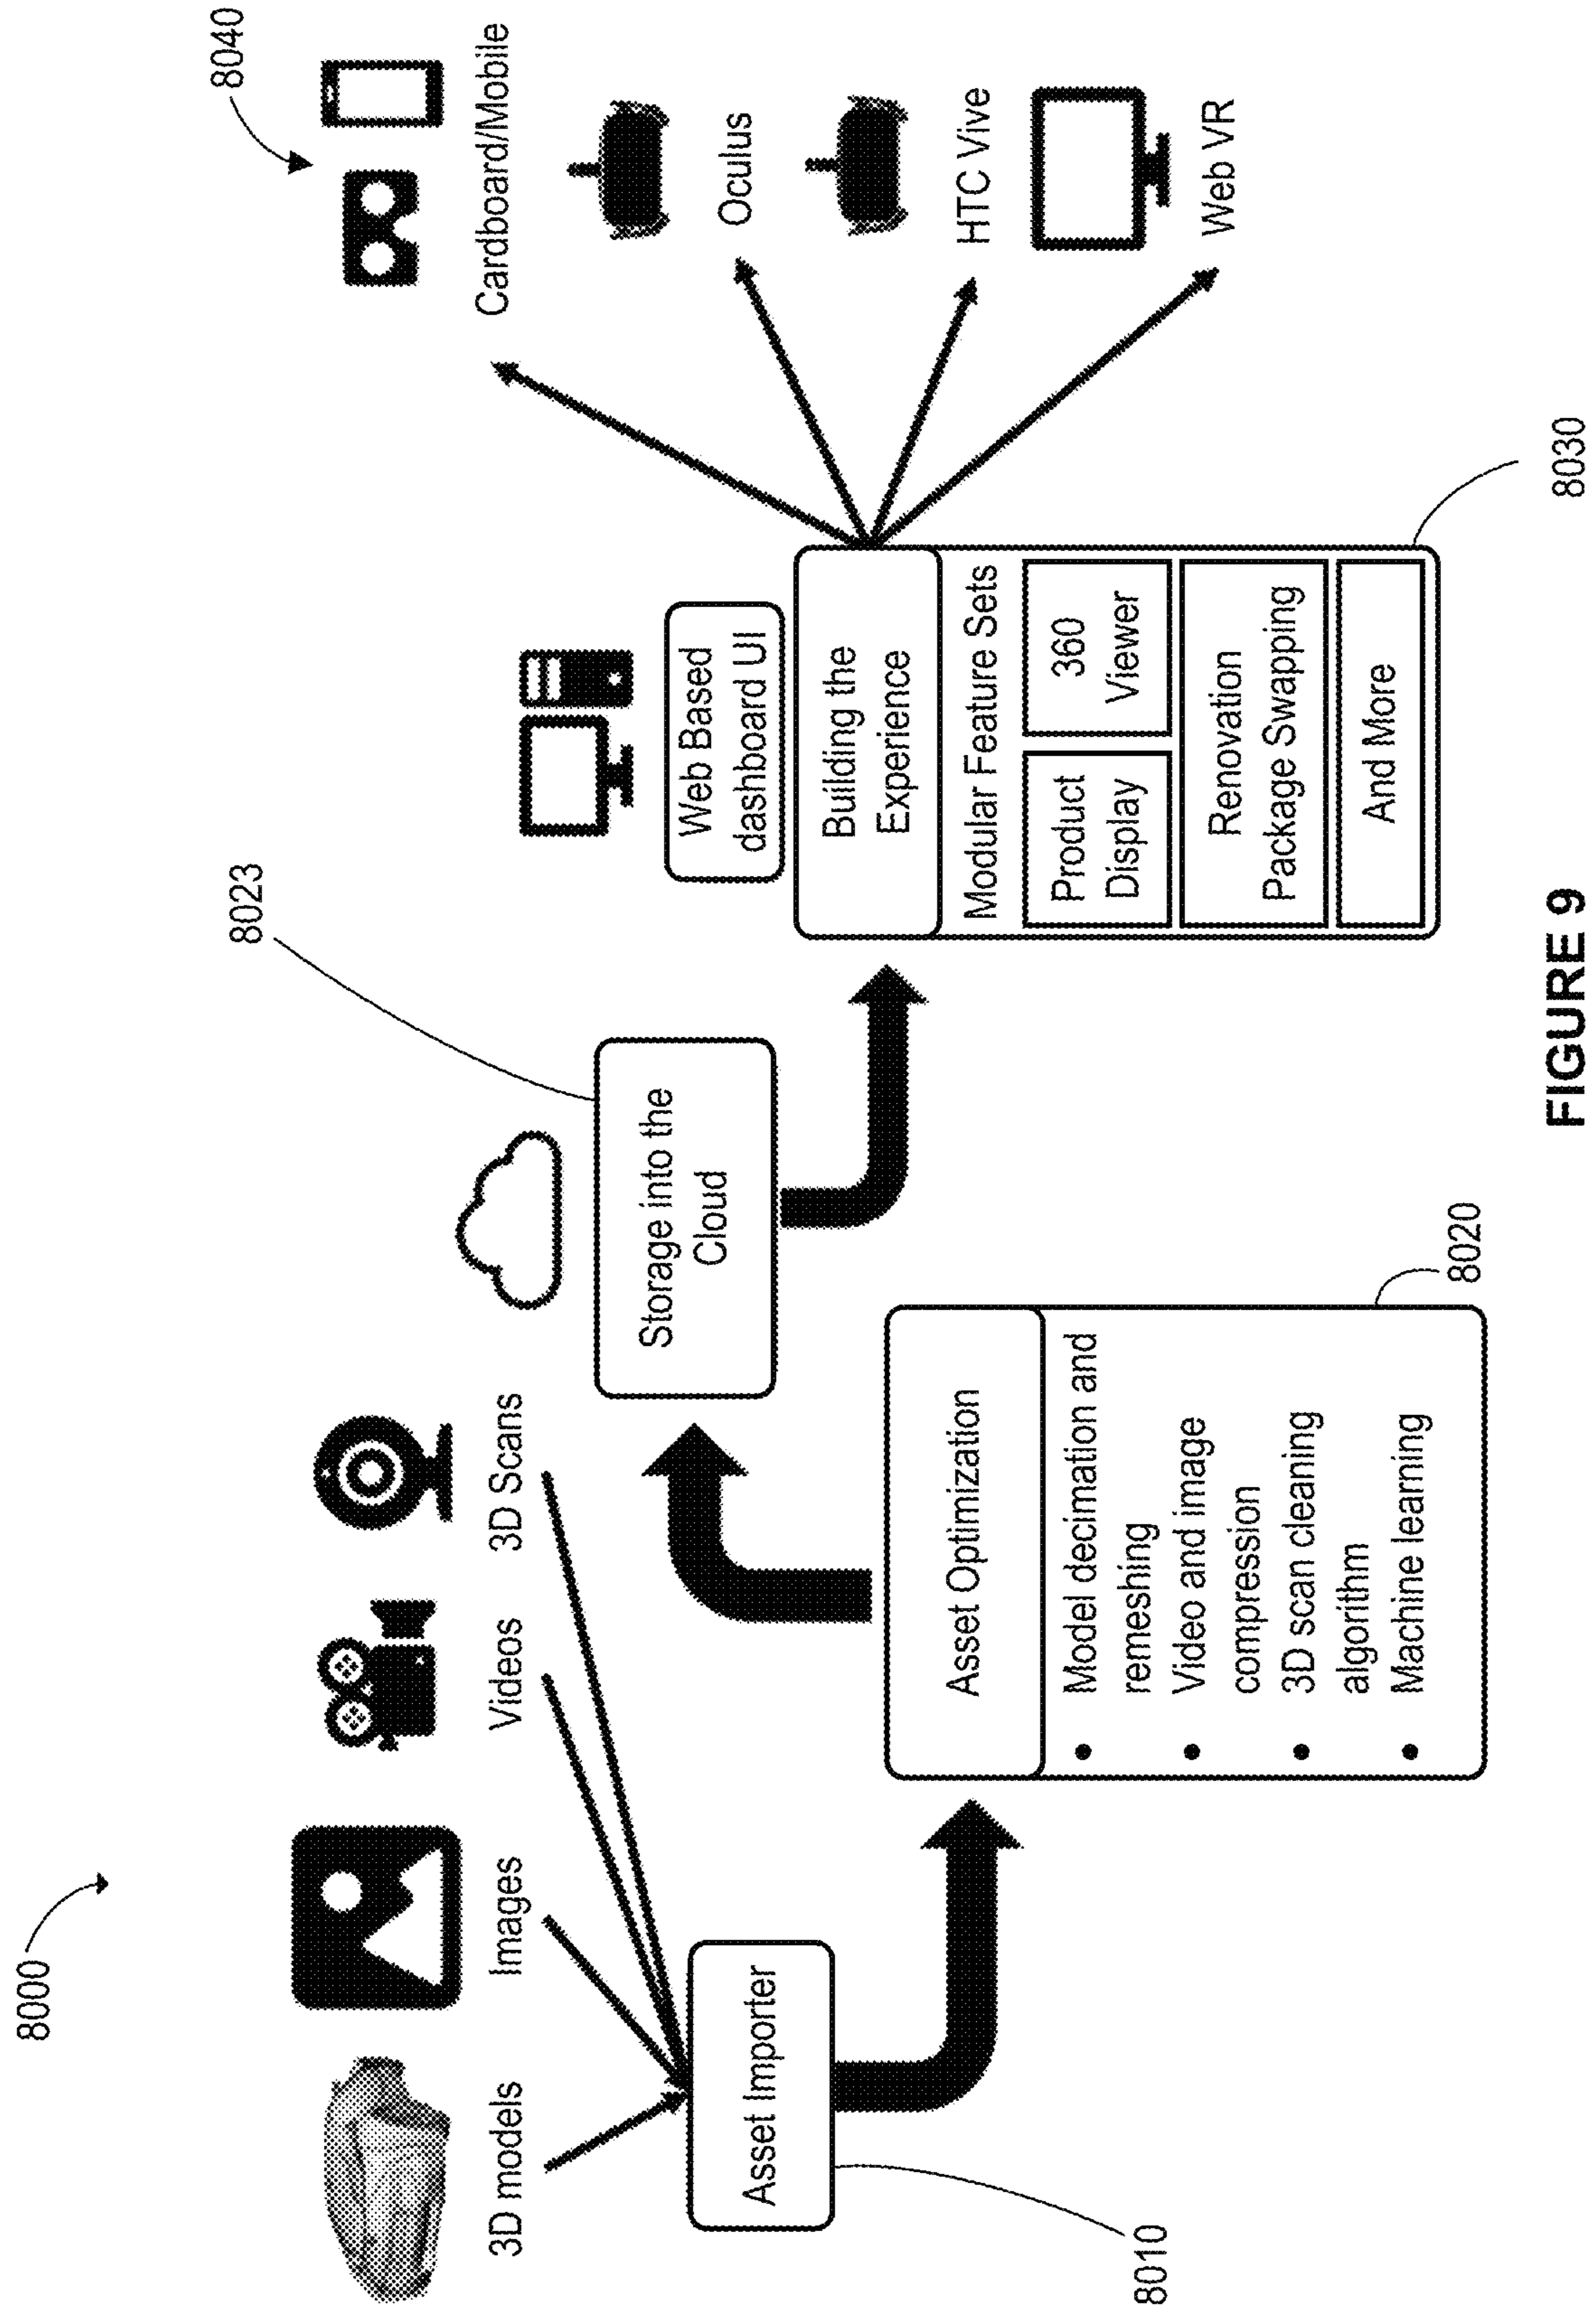 8000
3D models
Images
Videos
3D Scans
Asset Importer
8010
Asset Optimization
• Model decimation and
remeshing
• Video and image
compression
• 3D scan cleaning
algorithm
• Machine learning
8020
Storage into the
Cloud
8023
Web Based
dashboard UI
Building the
Experience
Modular Feature Sets
Product
Display
360
Viewer
Renovation
Package Swapping
And More
8030
8040
Cardboard/Mobile
Oculus
HTC Vive
Web VR
FIGURE 9